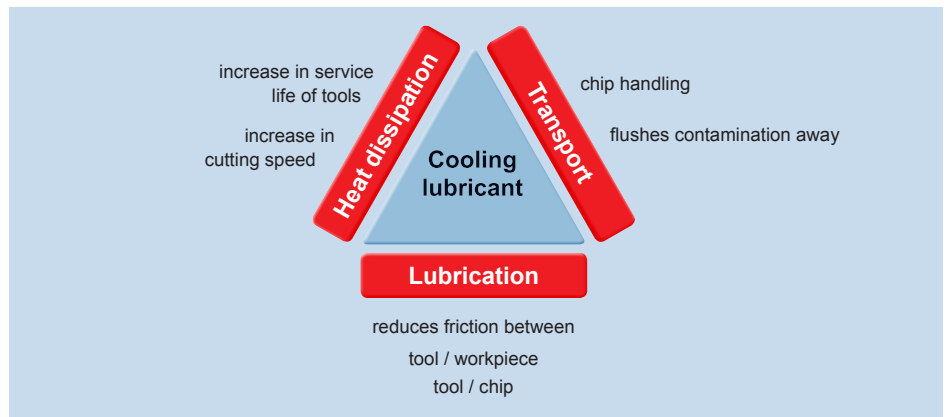 increase in service
life of tools
increase in
cutting speed
Heat dissipation
Cooling
lubricant
Transport
chip handling
flushes contamination away
Lubrication
reduces friction between
tool / workpiece
tool / chip